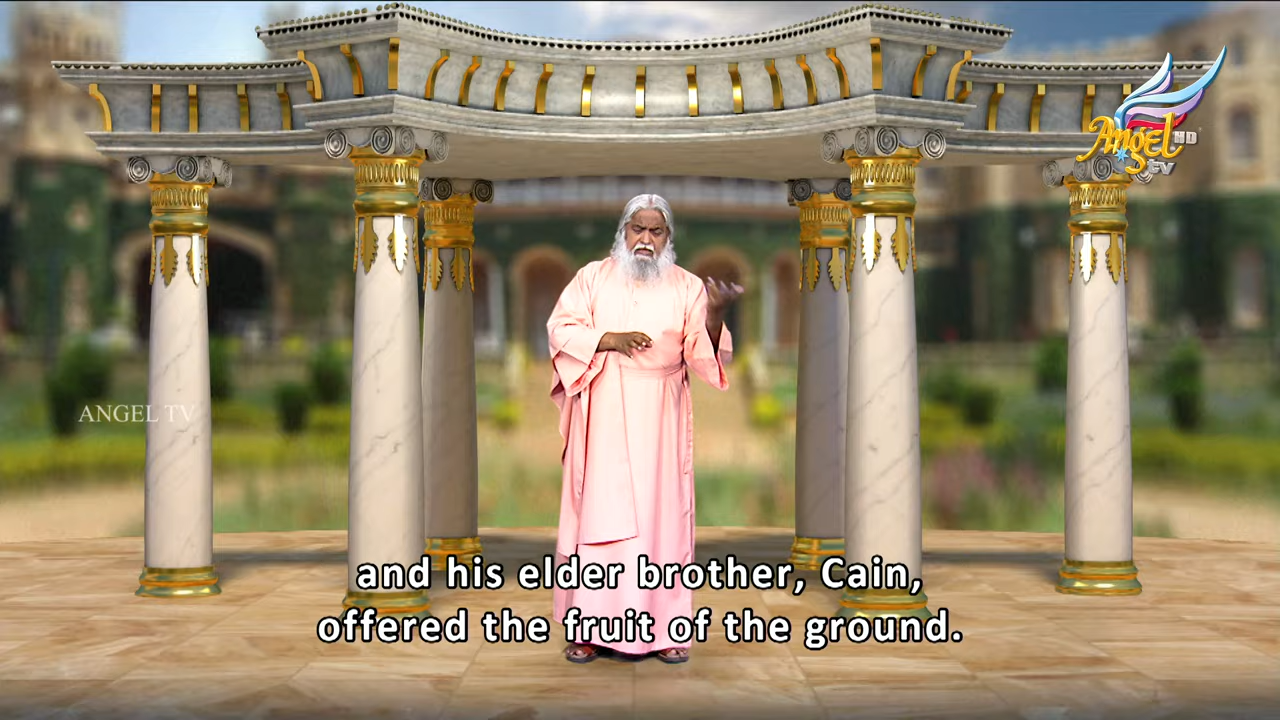 Angel HD
tv
ANGEL TV
and his elder brother, Cain,
offered the fruit of the ground.